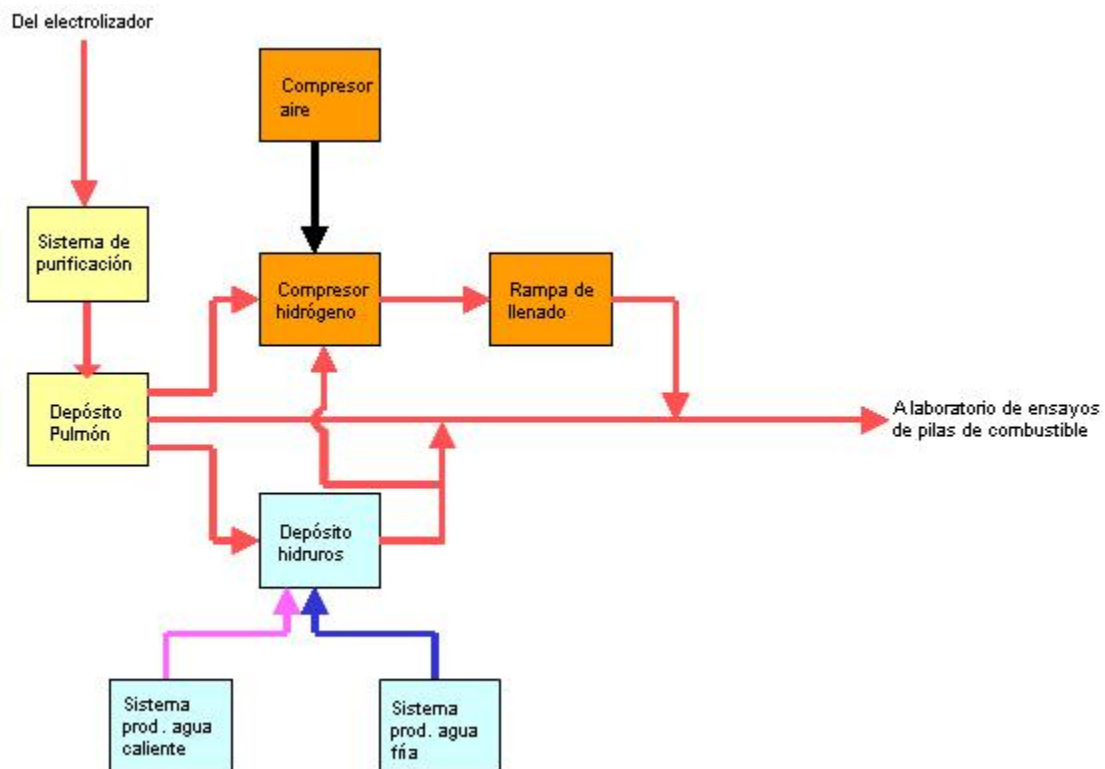 Del electrolizador
Compresor
aire
Sistema de
purificación
Compresor
hidrógeno
Rampa de
llenado
Depósito
Pulmón
A laboratorio de ensayos
de pilas de combustible
Depósito
hidruros
Sistema
prod. agua
caliente
Sistema
prod. agua
fría